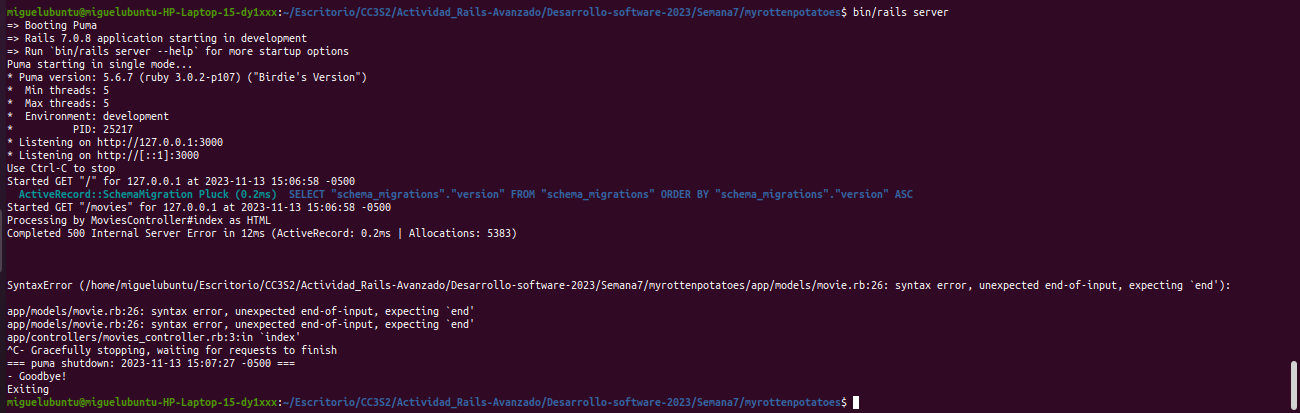 miguelubuntu@miguelubuntu-HP-Laptop-15-dy1xxx:~/Escritorio/CC3S2/Actividad_Rails-Avanzado/Desarrollo-software-2023/Semana7/myrottenpotatoes$ bin/rails server
=> Booting Puma
=> Rails 7.0.8 application starting in development
=> Run `bin/rails server --help` for more startup options
Puma starting in single mode...
* Puma version: 5.6.7 (ruby 3.0.2-p107) ("Birdie's Version")
*  Min threads: 5
*  Max threads: 5
*  Environment: development
*          PID: 25217
* Listening on http://127.0.0.1:3000
* Listening on http://[::1]:3000
Use Ctrl-C to stop
Started GET "/" for 127.0.0.1 at 2023-11-13 15:06:58 -0500
  ActiveRecord::SchemaMigration Pluck (0.2ms)  SELECT "schema_migrations"."version" FROM "schema_migrations" ORDER BY "schema_migrations"."version" ASC
Started GET "/movies" for 127.0.0.1 at 2023-11-13 15:06:58 -0500
Processing by MoviesController#index as HTML
Completed 500 Internal Server Error in 12ms (ActiveRecord: 0.2ms | Allocations: 5383)
SyntaxError (/home/miguelubuntu/Escritorio/CC3S2/Actividad_Rails-Avanzado/Desarrollo-software-2023/Semana7/myrottenpotatoes/app/models/movie.rb:26: syntax error, unexpected end-of-input, expecting `end'):
app/models/movie.rb:26: syntax error, unexpected end-of-input, expecting `end'
app/models/movie.rb:26: syntax error, unexpected end-of-input, expecting `end'
app/controllers/movies_controller.rb:3:in `index'
^C- Gracefully stopping, waiting for requests to finish
=== puma shutdown: 2023-11-13 15:07:27 -0500 ===
- Goodbye!
Exiting
miguelubuntu@miguelubuntu-HP-Laptop-15-dy1xxx:~/Escritorio/CC3S2/Actividad_Rails-Avanzado/Desarrollo-software-2023/Semana7/myrottenpotatoes$